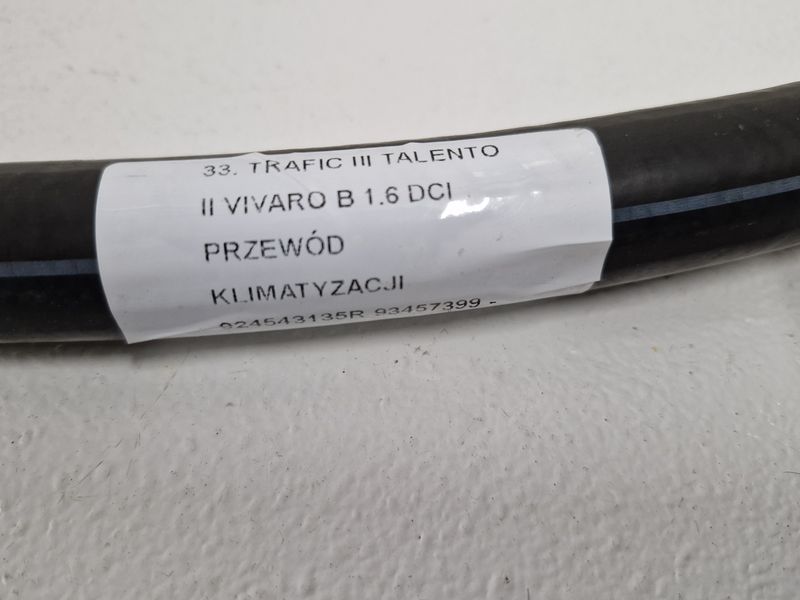 33. TRAFIC III TALENTO
II VIVARO B 1.6 DCI
PRZEWÓD
KLIMATYZACJI
924543135R 93457399 -